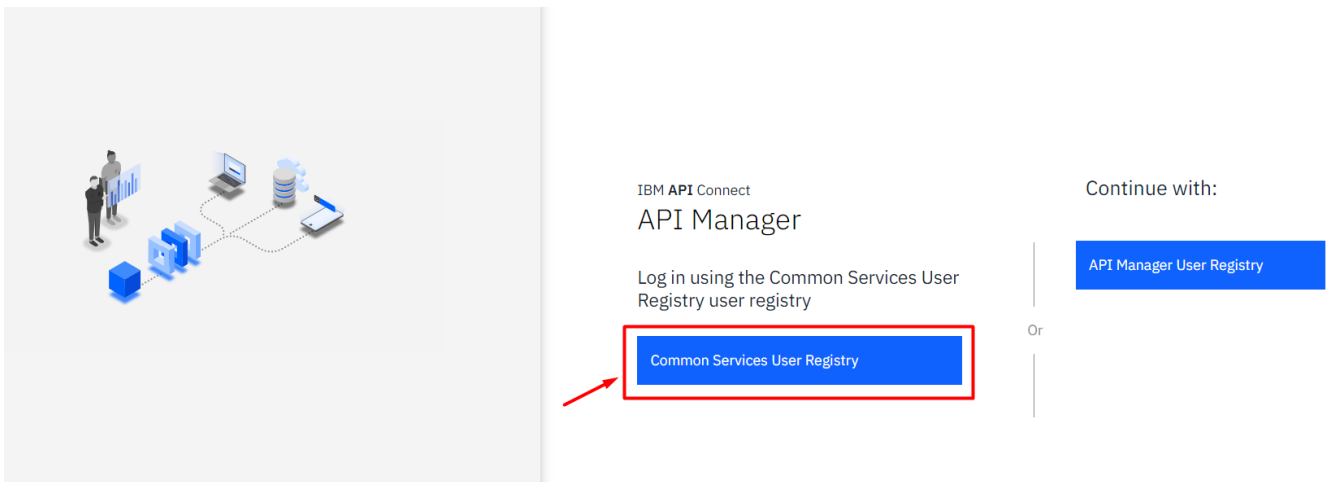 IBM API Connect
API Manager
Log in using the Common Services User
Registry user registry
Common Services User Registry
Or
Continue with:
API Manager User Registry